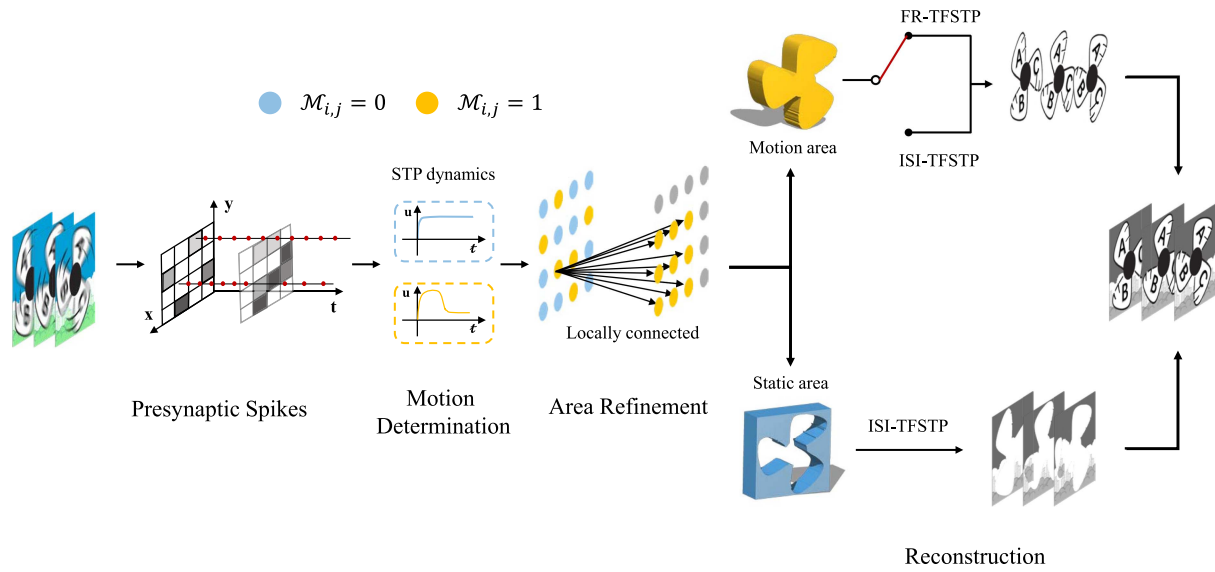 FR-TFSTP
ℳᵢ,ⱼ = 0
ℳᵢ,ⱼ = 1
Motion area
ISI-TFSTP
STP dynamics
u
t
u
t
y
x
t
Locally connected
Static area
ISI-TFSTP
Presynaptic Spikes
Motion
Determination
Area Refinement
Reconstruction
A
C
B
A
C
B
A
C
A
B
A
B
A
C